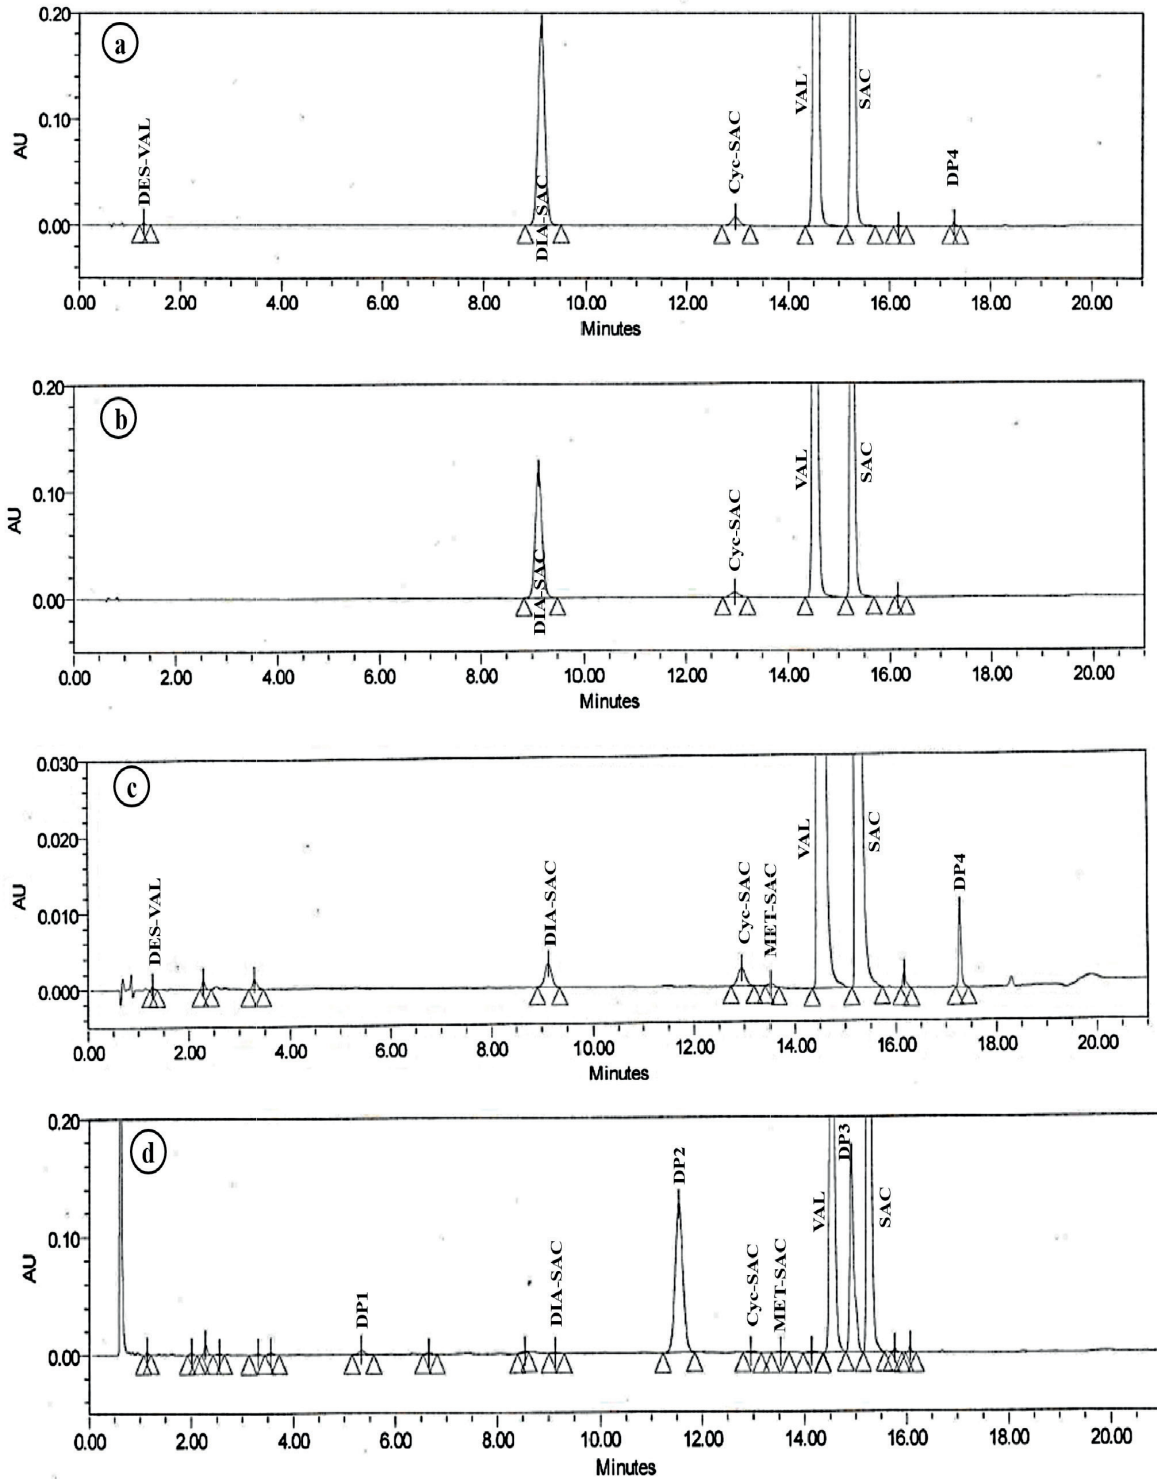 a
0.20
0.10
0.00
AU
DES-VAL
DIA-SAC
Cyc-SAC
VAL
SAC
DP4
0.00 2.00 4.00 6.00 8.00 10.00 12.00 14.00 16.00 18.00 20.00
Minutes
b
0.20
0.10
0.00
AU
DIA-SAC
Cyc-SAC
VAL
SAC
0.00 2.00 4.00 6.00 8.00 10.00 12.00 14.00 16.00 18.00 20.00
Minutes
c
0.030
0.020
0.010
0.000
AU
DES-VAL
DIA-SAC
Cyc-SAC
MET-SAC
VAL
SAC
DP4
0.00 2.00 4.00 6.00 8.00 10.00 12.00 14.00 16.00 18.00 20.00
Minutes
d
0.20
0.10
0.00
AU
DP1
DIA-SAC
DP2
Cyc-SAC
MET-SAC
VAL
DP3
SAC
0.00 2.00 4.00 6.00 8.00 10.00 12.00 14.00 16.00 18.00 20.00
Minutes